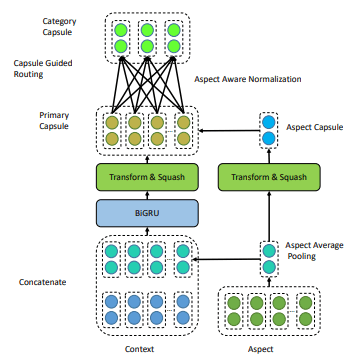 Category
Capsule
Capsule Guided
Routing
Aspect Aware Normalization
Primary
Capsule
Aspect Capsule
Transform & Squash
Transform & Squash
BiGRU
Aspect Average
Pooling
Concatenate
Context
Aspect